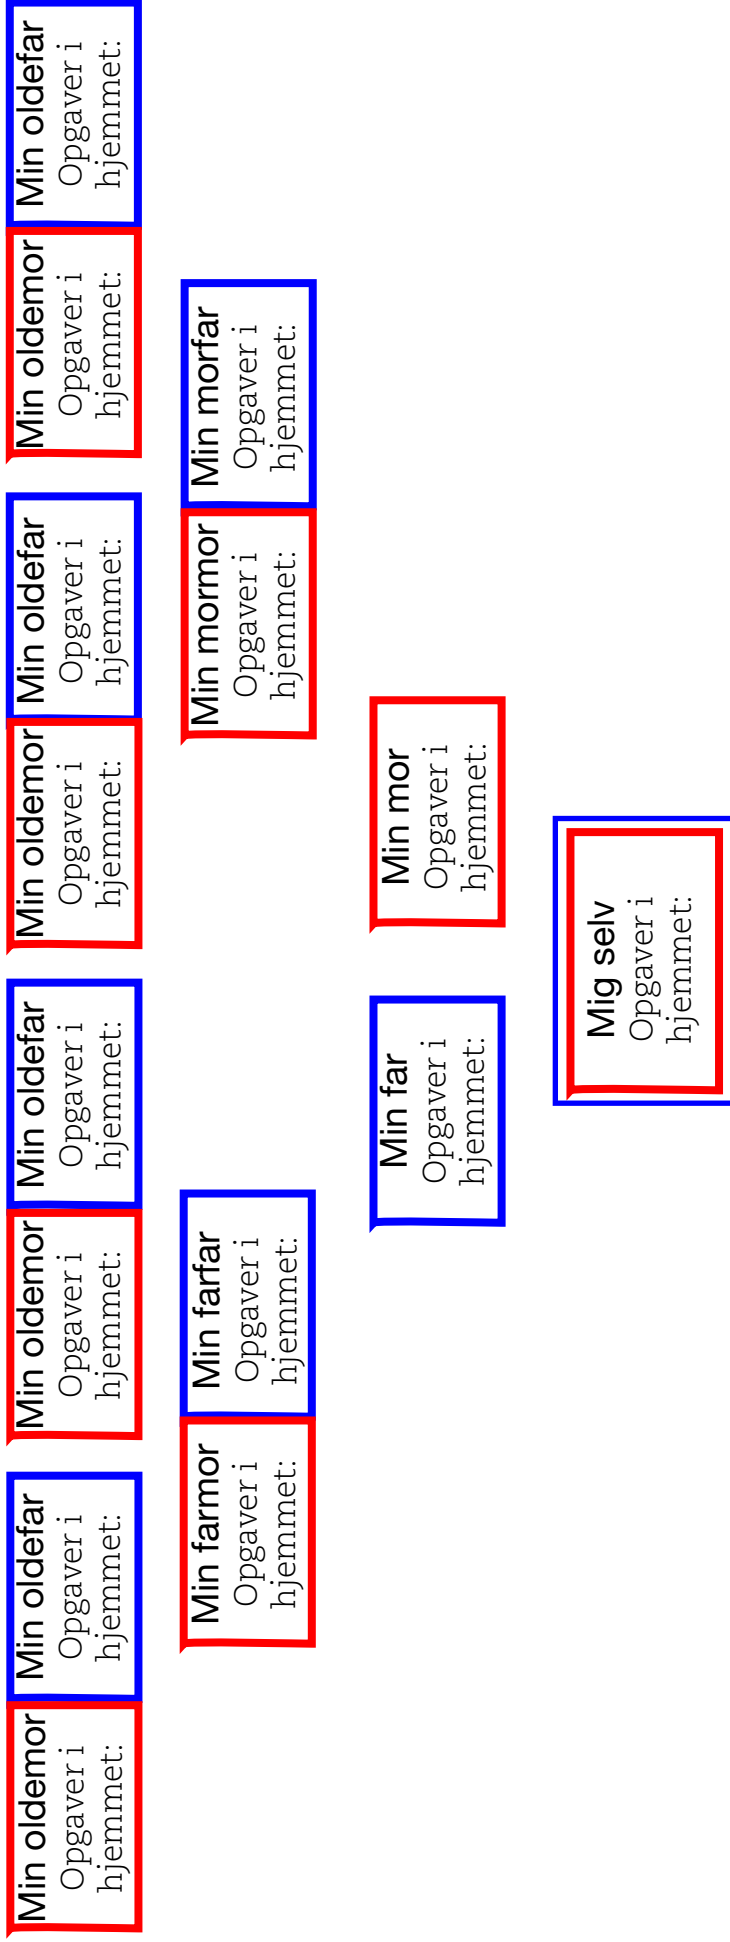 Min oldemor
Opgaver i
hjemmet:
Min oldefar
Opgaver i
hjemmet:
Min oldemor
Opgaver i
hjemmet:
Min oldefar
Opgaver i
hjemmet:
Min oldemor
Opgaver i
hjemmet:
Min oldefar
Opgaver i
hjemmet:
Min oldemor
Opgaver i
hjemmet:
Min oldefar
Opgaver i
hjemmet:
Min farmor
Opgaver i
hjemmet:
Min farfar
Opgaver i
hjemmet:
Min mormor
Opgaver i
hjemmet:
Min morfar
Opgaver i
hjemmet:
Min far
Opgaver i
hjemmet:
Min mor
Opgaver i
hjemmet:
Mig selv
Opgaver i
hjemmet: